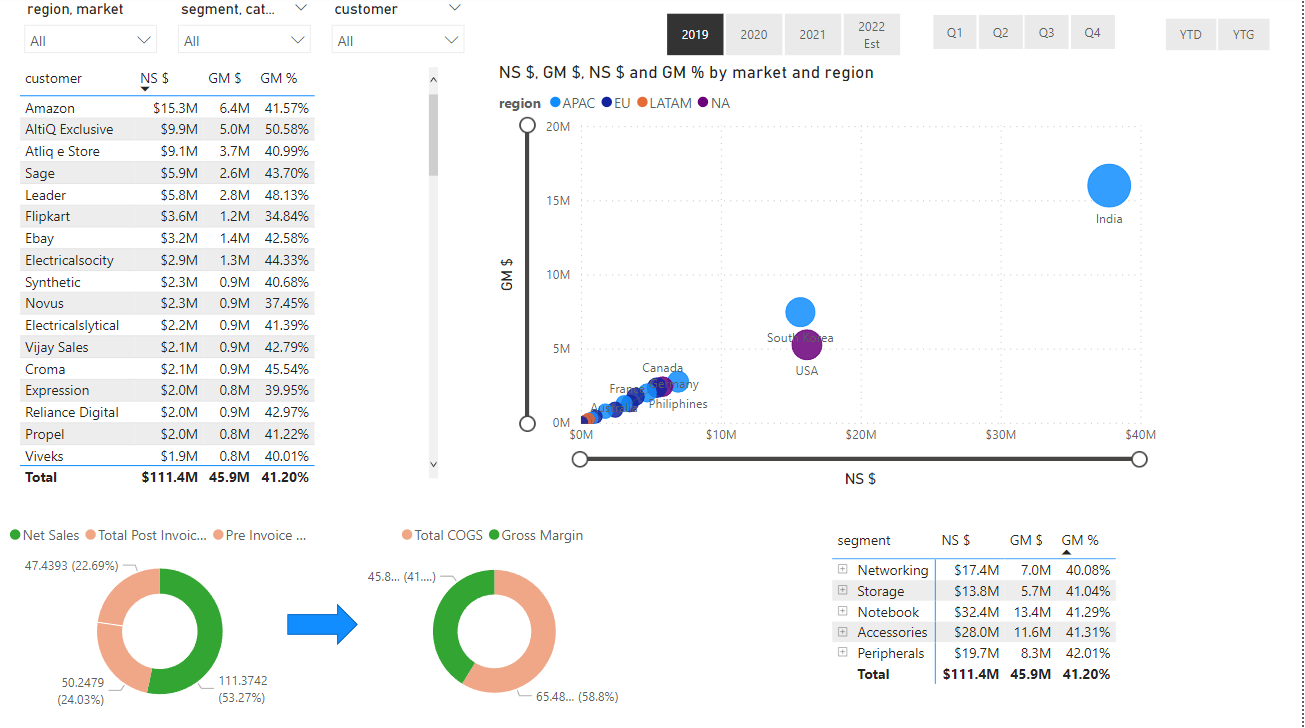 region, market
segment, cat...
customer
All
All
All
2019
2020
2021
2022
Est
Q1
Q2
Q3
Q4
YTD
YTG
customer NS $ GM $ GM %
Amazon $15.3M 6.4M 41.57%
AltiQ Exclusive $9.9M 5.0M 50.58%
Atliq e Store $9.1M 3.7M 40.99%
Sage $5.9M 2.6M 43.70%
Leader $5.8M 2.8M 48.13%
Flipkart $3.6M 1.2M 34.84%
Ebay $3.2M 1.4M 42.58%
Electricalsocity $2.9M 1.3M 44.33%
Synthetic $2.3M 0.9M 40.68%
Novus $2.3M 0.9M 37.45%
Electricalslytical $2.2M 0.9M 41.39%
Vijay Sales $2.1M 0.9M 42.79%
Croma $2.1M 0.9M 45.54%
Expression $2.0M 0.8M 39.95%
Reliance Digital $2.0M 0.9M 42.97%
Propel $2.0M 0.8M 41.22%
Viveks $1.9M 0.8M 40.01%
Total $111.4M 45.9M 41.20%
NS $, GM $, NS $ and GM % by market and region
region APAC EU LATAM NA
20M
15M
10M
5M
0M
GM $
India
South Korea
USA
Canada
Germany
France
Philiphines
Australia
$0M $10M $20M $30M $40M
NS $
Net Sales Total Post Invoic... Pre Invoice ...
47.4393 (22.69%)
50.2479
(24.03%)
111.3742
(53.27%)
Total COGS Gross Margin
45.8... (41....)
65.48... (58.8%)
segment NS $ GM $ GM %
Networking $17.4M 7.0M 40.08%
Storage $13.8M 5.7M 41.04%
Notebook $32.4M 13.4M 41.29%
Accessories $28.0M 11.6M 41.31%
Peripherals $19.7M 8.3M 42.01%
Total $111.4M 45.9M 41.20%